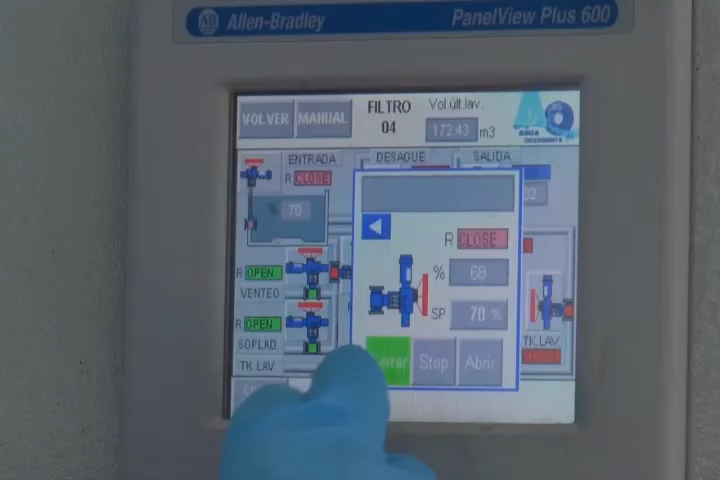 AB Allen-Bradley
PanelView Plus 600
VOLVER
MANUAL
FILTRO
04
Vol.últ.lav.
172.43 m3
ENTRADA
DESAGUE
SALIDA
R CLOSE
% 70
R CLOSE
% 68
SP 70 %
R OPEN
VENTEO
R OPEN
SOPLAD.
TK.LAV
TK.LAV
Stop
Abrir